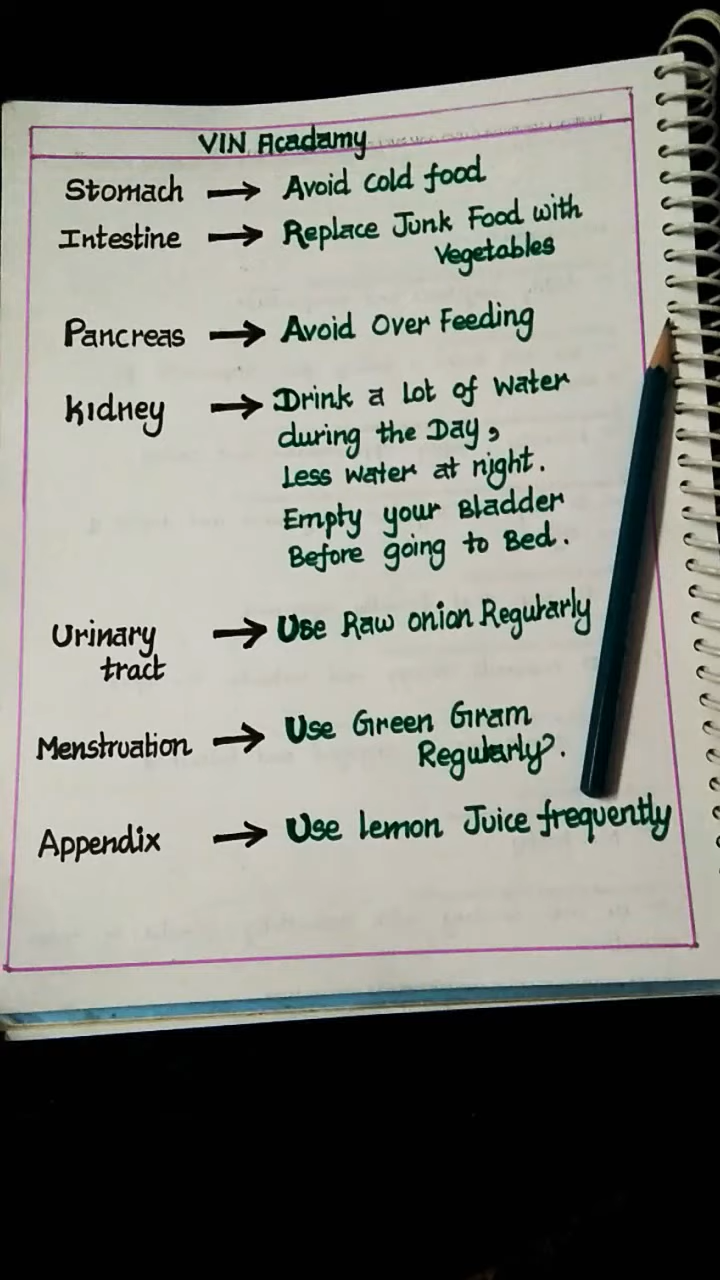 VIN Acadamy
Stomach → Avoid cold food
Intestine → Replace Junk Food with
Vegetables
Pancreas → Avoid Over Feeding
Kidney → Drink a Lot of Water
during the Day,
Less water at night.
Empty your Bladder
Before going to Bed.
Urinary → Use Raw onion Regularly
tract
Menstruation → Use Green Gram
Regularly.
Appendix → Use lemon Juice frequently